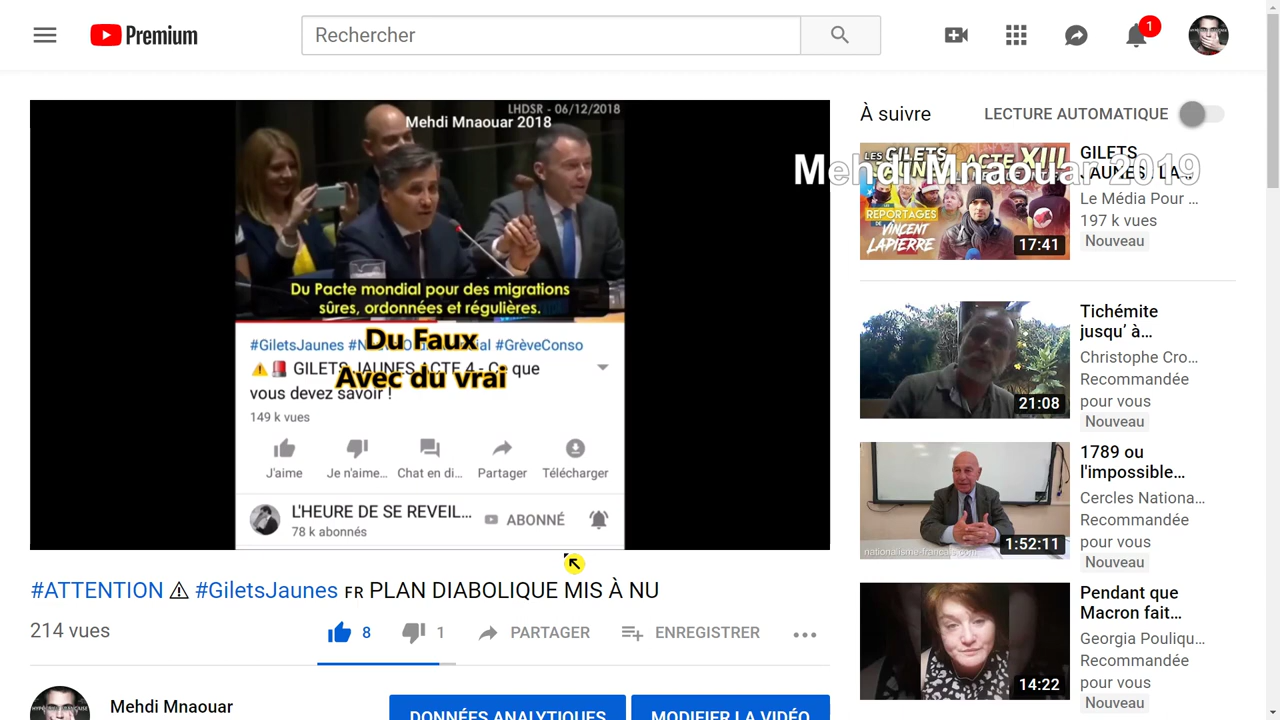 Premium
Rechercher
1
LHDSR - 06/12/2018
Mehdi Mnaouar 2018
Du Pacte mondial pour des migrations
sûres, ordonnées et régulières.
#GiletsJaunes #GrèveConso
Du Faux
GILETS JAUNES ACTE 4 - Ce que
Avec du vrai
vous devez savoir !
149 k vues
J'aime
Je n'aime...
Chat en di...
Partager
Télécharger
L'HEURE DE SE REVEIL...
78 k abonnés
ABONNÉ
#ATTENTION ⚠ #GiletsJaunes FR PLAN DIABOLIQUE MIS À NU
214 vues
8
1
PARTAGER
ENREGISTRER
Mehdi Mnaouar
DONNÉES ANALYTIQUES
MODIFIER LA VIDÉO
À suivre
LECTURE AUTOMATIQUE
Mehdi Mnaouar 2019
LES GILETS
JAUNES
ACTE XIII
LES REPORTAGES
DE VINCENT
LAPIERRE
17:41
GILETS
JAUNES : LA...
Le Média Pour ...
197 k vues
Nouveau
21:08
Tichémite
jusqu' à...
Christophe Cro...
Recommandée
pour vous
Nouveau
nationalisme-francais.com
1:52:11
1789 ou
l'impossible...
Cercles Nationa...
Recommandée
pour vous
Nouveau
14:22
Pendant que
Macron fait...
Georgia Pouliqu...
Recommandée
pour vous
Nouveau